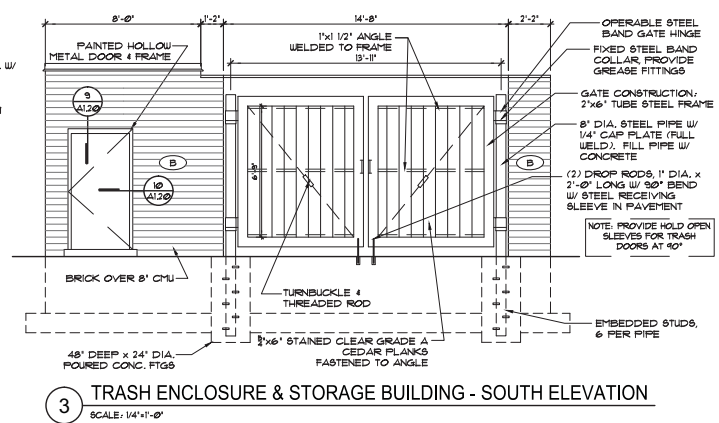 8'-0"
1'-2"
14'-8"
2'-2"
13'-11"
W/
PAINTED HOLLOW
METAL DOOR & FRAME
1"x1 1/2" ANGLE
WELDED TO FRAME
OPERABLE STEEL
BAND GATE HINGE
FIXED STEEL BAND
COLLAR, PROVIDE
GREASE FITTINGS
GATE CONSTRUCTION:
2"x6" TUBE STEEL FRAME
8" DIA. STEEL PIPE W/
1/4" CAP PLATE (FULL
WELD). FILL PIPE W/
CONCRETE
(2) DROP RODS, 1" DIA. x
2'-0" LONG W/ 90° BEND
W/ STEEL RECEIVING
SLEEVE IN PAVEMENT
NOTE: PROVIDE HOLD OPEN
SLEEVES FOR TRASH
DOORS AT 90°
9
A1.20
10
A1.20
B
B
6'-8"
BRICK OVER 8" CMU
TURNBUCKLE &
THREADED ROD
48" DEEP x 24" DIA.
POURED CONC. FTGS
x6" STAINED CLEAR GRADE A
CEDAR PLANKS
FASTENED TO ANGLE
EMBEDDED STUDS,
6 PER PIPE
3
TRASH ENCLOSURE & STORAGE BUILDING - SOUTH ELEVATION
SCALE: 1/4"=1'-0"